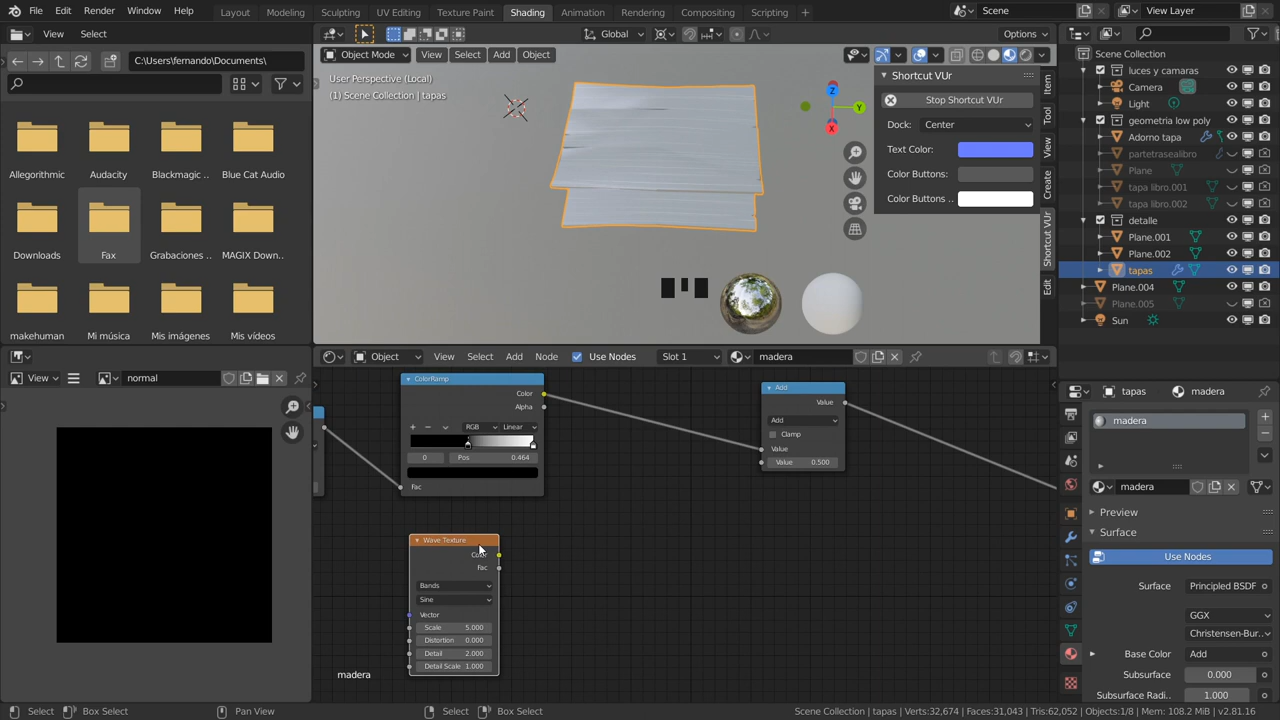 File Edit Render Window Help Layout Modeling Sculpting UV Editing Texture Paint Shading Animation Rendering Compositing Scripting + Scene View Layer
View Select
Global
Options
C:\Users\fernando\Documents\
Object Mode View Select Add Object
User Perspective (Local)
(1) Scene Collection | tapas
Z
Y
X
Shortcut VUr
Stop Shortcut VUr
Dock: Center
Text Color:
Color Buttons:
Color Buttons ..
Item
Tool
View
Create
Shortcut VUr
Edit
Scene Collection
luces y camaras
Camera
Light
geometria low poly
Adorno tapa
partetraselibro
Plane
tapa libro.001
tapa libro.002
detalle
Plane.001
Plane.002
tapas
Plane.004
Plane.005
Sun
Allegorithmic Audacity Blackmagic .. Blue Cat Audio
Downloads Fax Grabaciones .. MAGIX Down..
makehuman Mi música Mis imágenes Mis vídeos
View normal
Object View Select Add Node Use Nodes Slot 1 madera
ColorRamp
Color
Alpha
+ − RGB Linear
0 Pos 0.464
Fac
Add
Value
Add
Clamp
Value
Value 0.500
Wave Texture
Color
Fac
Bands
Sine
Vector
Scale 5.000
Distortion 0.000
Detail 2.000
Detail Scale 1.000
madera
tapas madera
madera
madera
Preview
Surface
Use Nodes
Surface Principled BSDF
GGX
Christensen-Bur..
Base Color Add
Subsurface 0.000
Subsurface Radi.. 1.000
Select Box Select Pan View Select Box Select Scene Collection | tapas | Verts:32,674 | Faces:31,043 | Tris:62,052 | Objects:1/8 | Mem: 108.2 MiB | v2.81.16